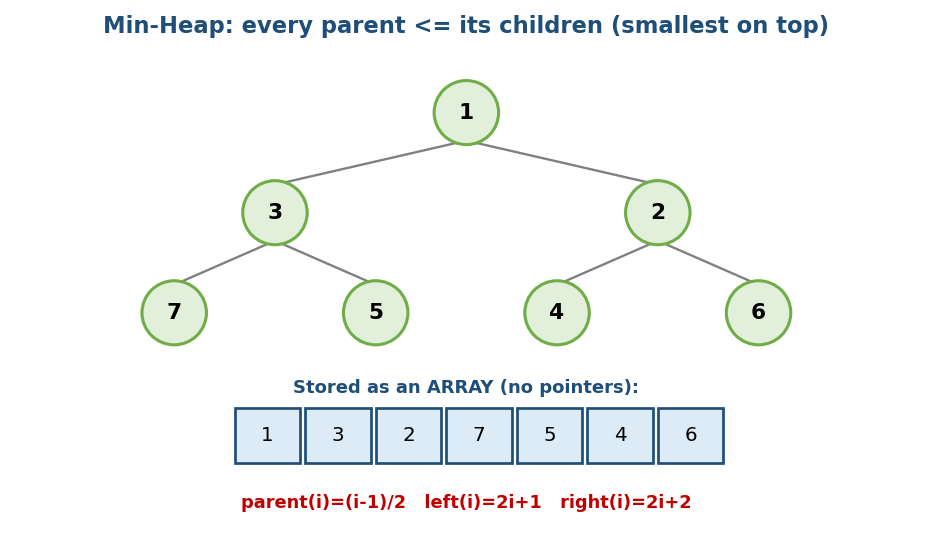 Min-Heap: every parent <= its children (smallest on top)
1
3 2
7 5 4 6
Stored as an ARRAY (no pointers):
1 3 2 7 5 4 6
parent(i)=(i-1)/2 left(i)=2i+1 right(i)=2i+2